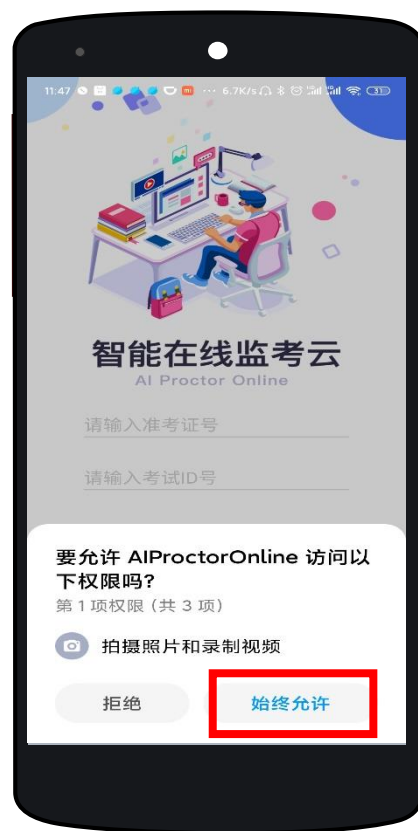 11:47 ··· 6.7K/s 31
智能在线监考云
AI Proctor Online
请输入准考证号
请输入考试ID号
要允许 AIProctorOnline 访问以
下权限吗?
第 1 项权限 (共 3 项)
拍摄照片和录制视频
拒绝 始终允许